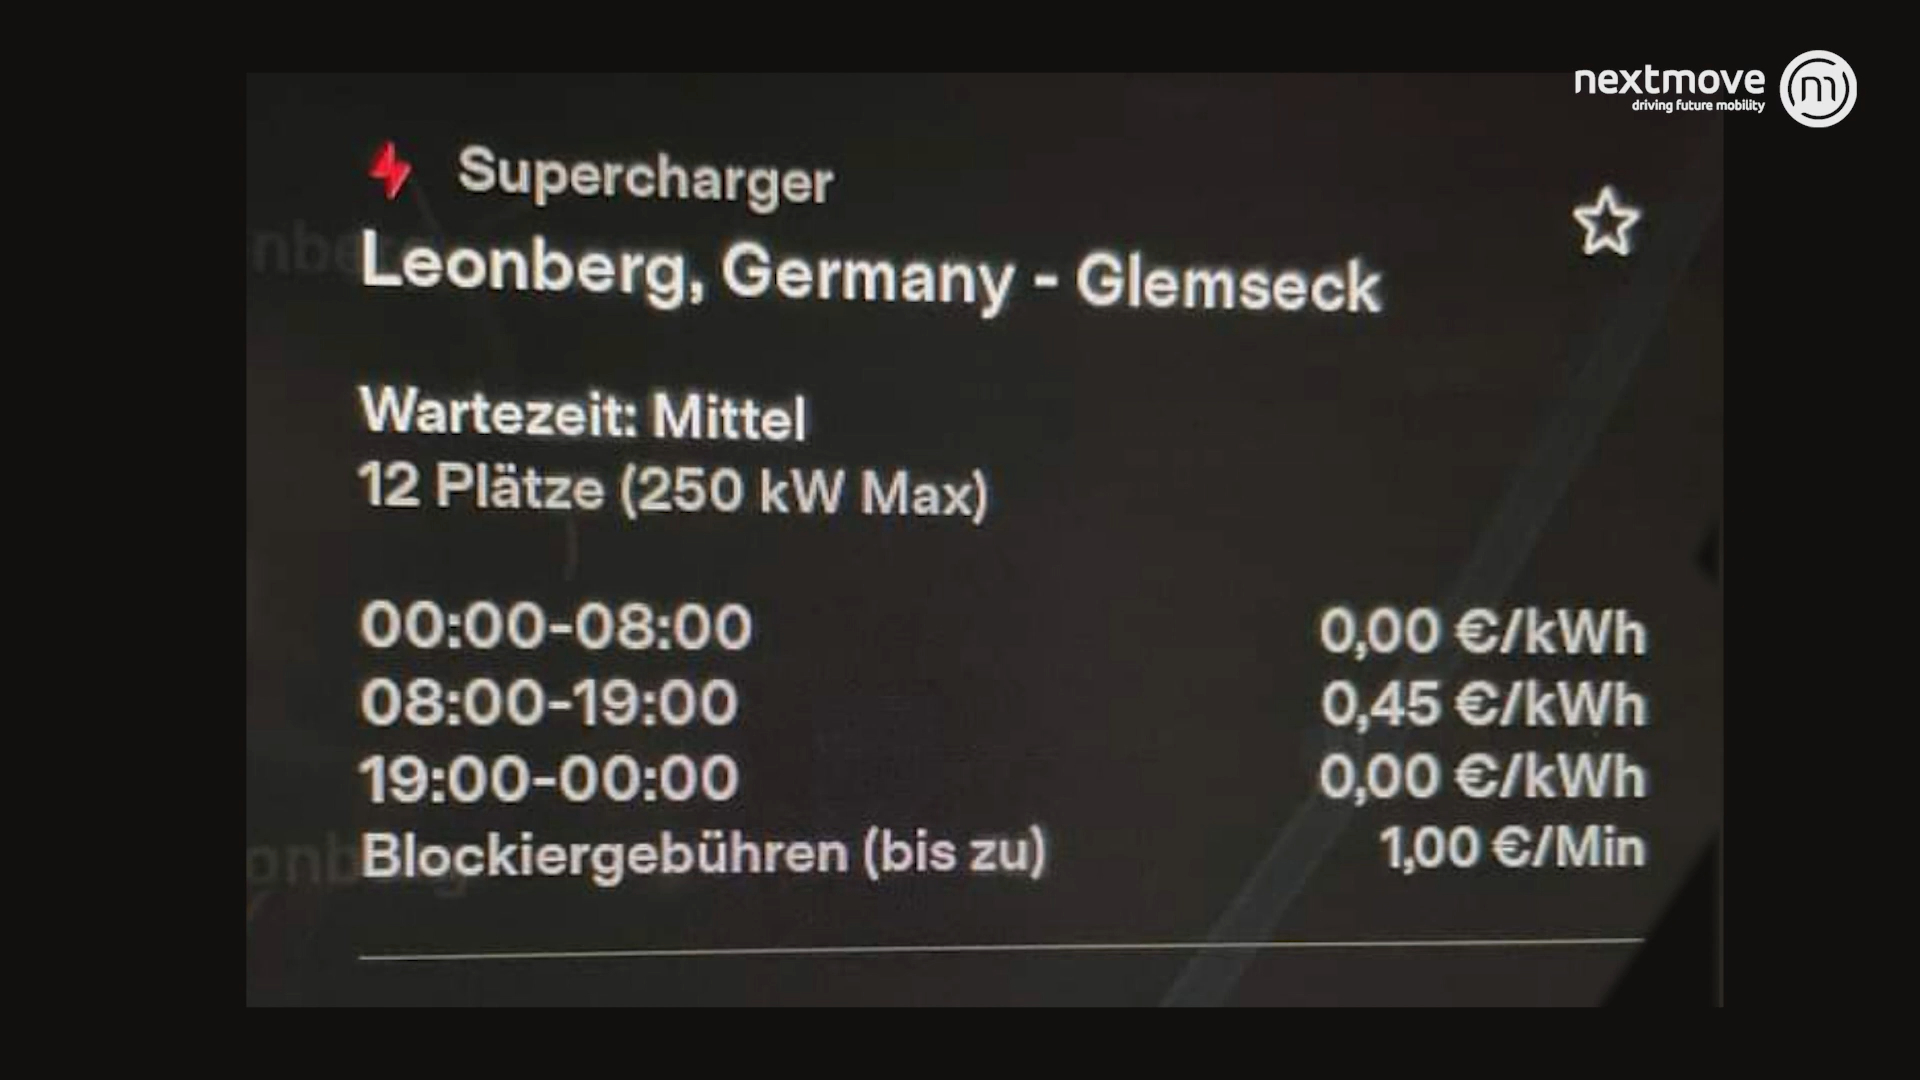 nextmove
driving future mobility
Supercharger
Leonberg, Germany - Glemseck
Wartezeit: Mittel
12 Plätze (250 kW Max)
00:00-08:00 0,00 €/kWh
08:00-19:00 0,45 €/kWh
19:00-00:00 0,00 €/kWh
Blockiergebühren (bis zu) 1,00 €/Min